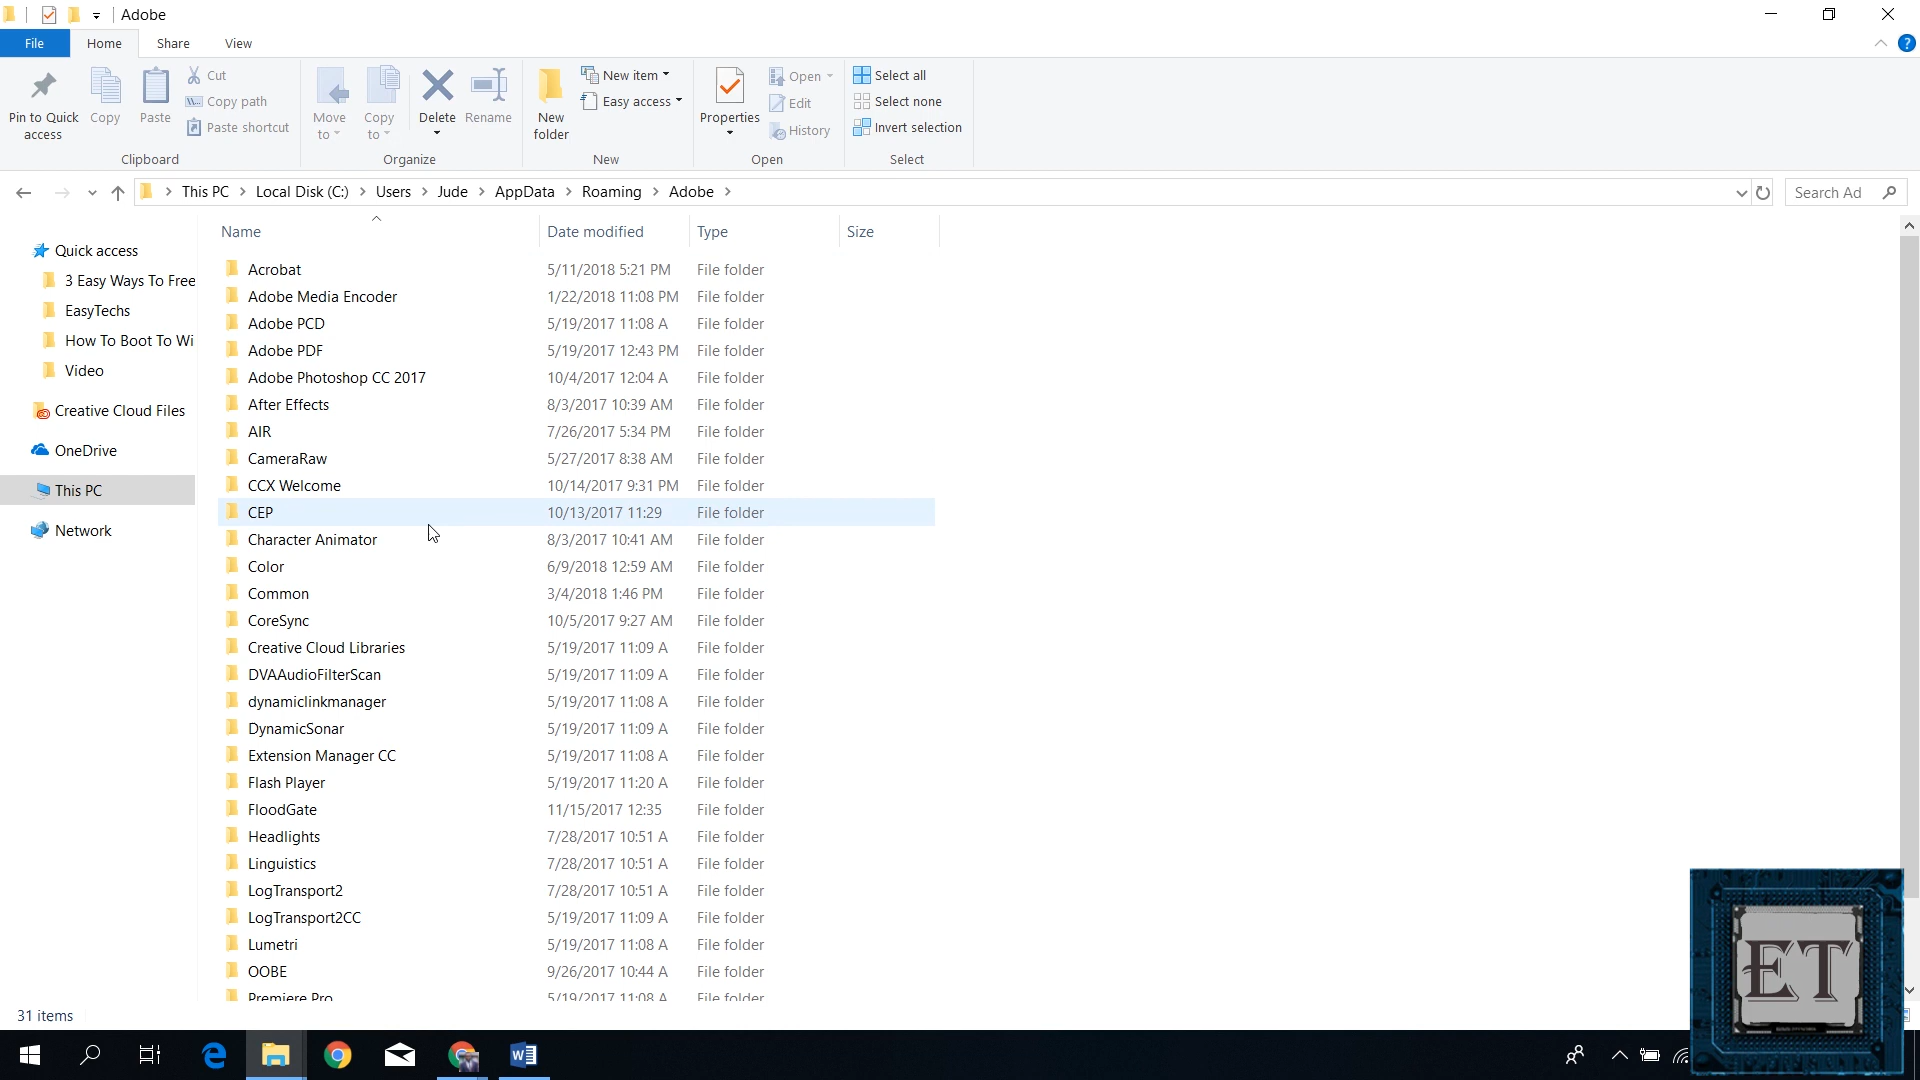 Adobe
File Home Share View
Pin to Quick access
Copy
Paste
Cut
Copy path
Paste shortcut
Clipboard
Move to
Copy to
Delete
Rename
Organize
New folder
New item
Easy access
New
Properties
Open
Edit
History
Open
Select all
Select none
Invert selection
Select
This PC > Local Disk (C:) > Users > Jude > AppData > Roaming > Adobe >
Search Ad
Quick access
3 Easy Ways To Free
EasyTechs
How To Boot To Wi
Video
Creative Cloud Files
OneDrive
This PC
Network
Name Date modified Type Size
Acrobat 5/11/2018 5:21 PM File folder
Adobe Media Encoder 1/22/2018 11:08 PM File folder
Adobe PCD 5/19/2017 11:08 A File folder
Adobe PDF 5/19/2017 12:43 PM File folder
Adobe Photoshop CC 2017 10/4/2017 12:04 A File folder
After Effects 8/3/2017 10:39 AM File folder
AIR 7/26/2017 5:34 PM File folder
CameraRaw 5/27/2017 8:38 AM File folder
CCX Welcome 10/14/2017 9:31 PM File folder
CEP 10/13/2017 11:29 File folder
Character Animator 8/3/2017 10:41 AM File folder
Color 6/9/2018 12:59 AM File folder
Common 3/4/2018 1:46 PM File folder
CoreSync 10/5/2017 9:27 AM File folder
Creative Cloud Libraries 5/19/2017 11:09 A File folder
DVAAudioFilterScan 5/19/2017 11:09 A File folder
dynamiclinkmanager 5/19/2017 11:08 A File folder
DynamicSonar 5/19/2017 11:09 A File folder
Extension Manager CC 5/19/2017 11:08 A File folder
Flash Player 5/19/2017 11:20 A File folder
FloodGate 11/15/2017 12:35 File folder
Headlights 7/28/2017 10:51 A File folder
Linguistics 7/28/2017 10:51 A File folder
LogTransport2 7/28/2017 10:51 A File folder
LogTransport2CC 5/19/2017 11:09 A File folder
Lumetri 5/19/2017 11:08 A File folder
OOBE 9/26/2017 10:44 A File folder
Premiere Pro 5/19/2017 11:08 A File folder
31 items
ET